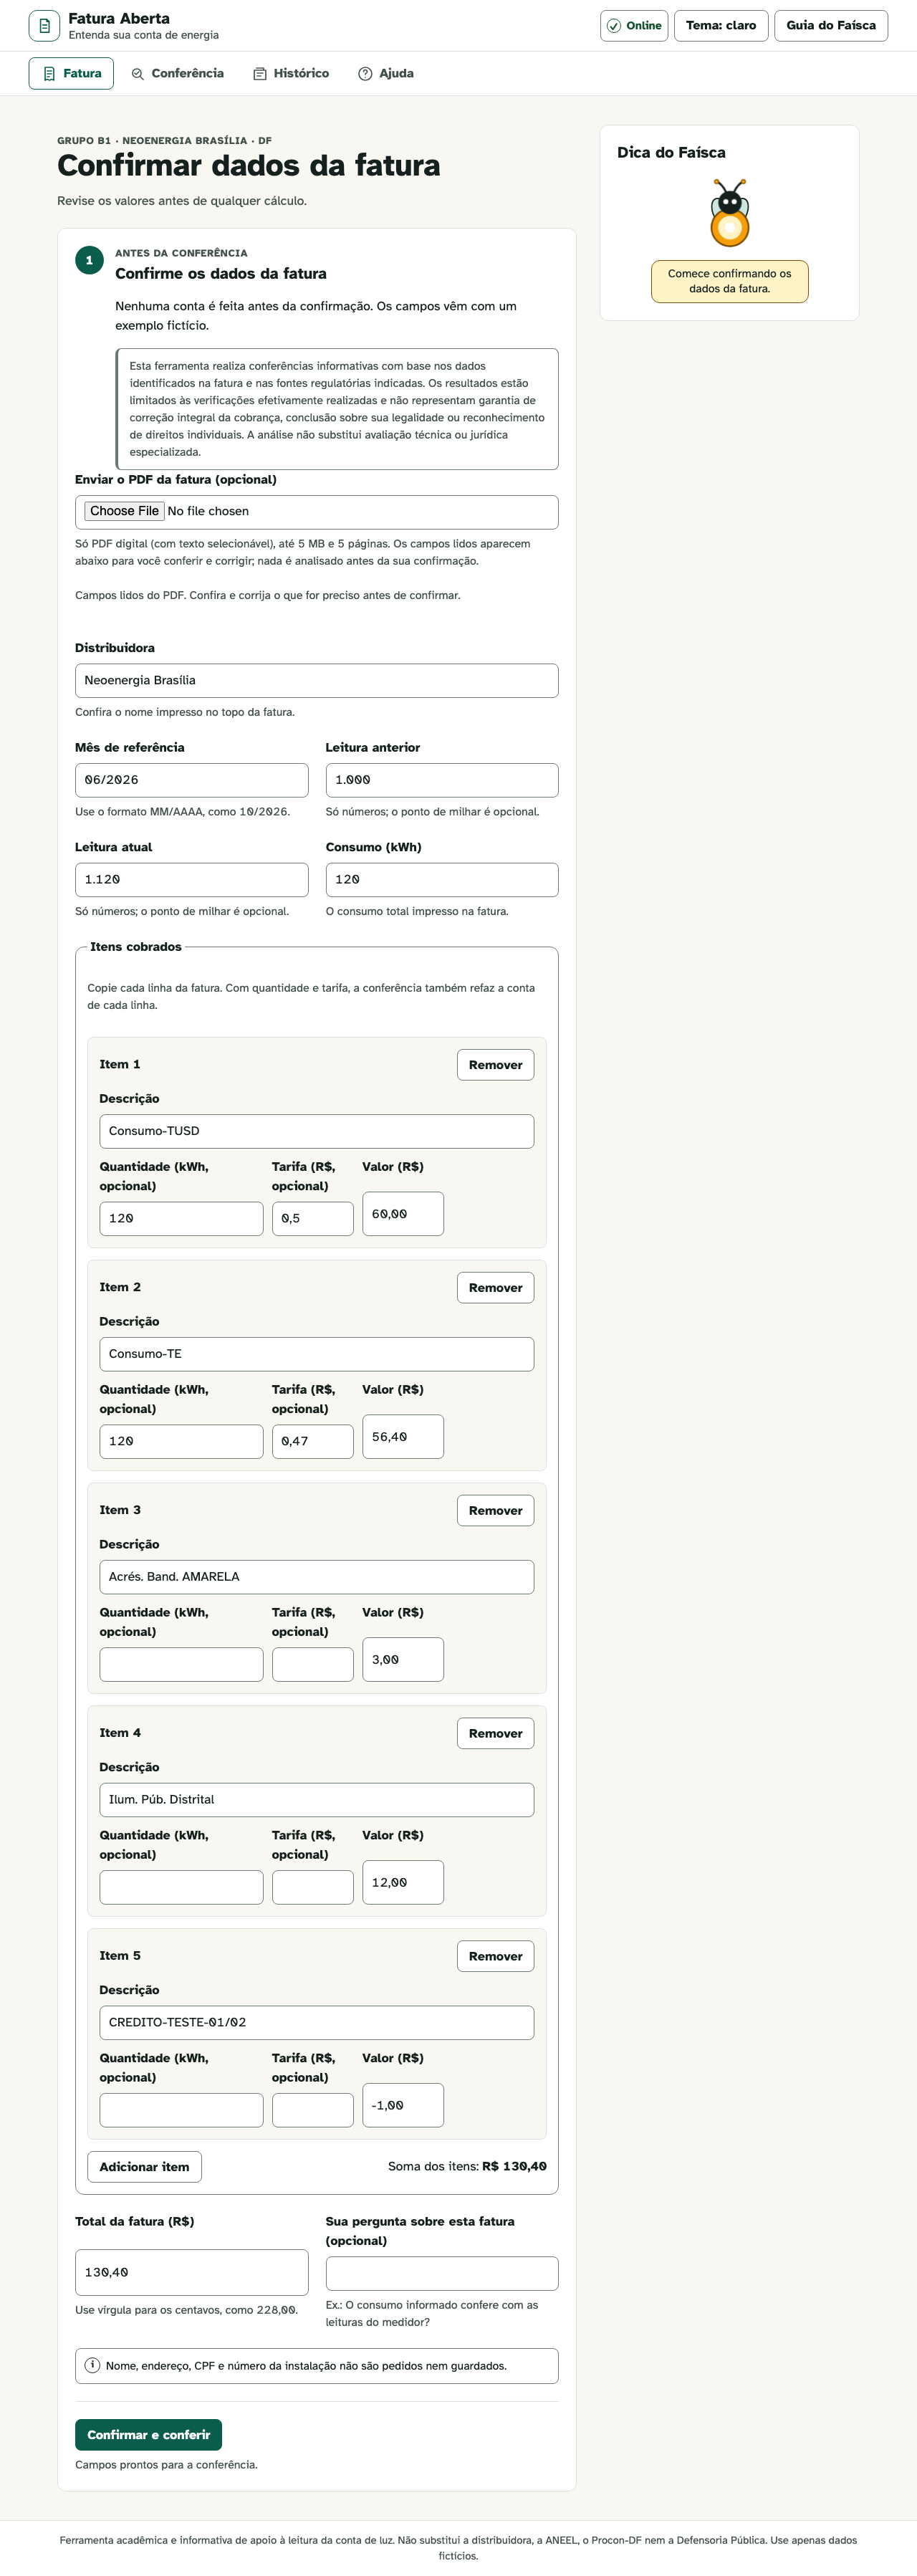 Fatura Aberta
Entenda sua conta de energia
Online
Tema: claro
Guia do Faísca
Fatura
Conferência
Histórico
Ajuda
GRUPO B1 · NEOENERGIA BRASÍLIA · DF
Confirmar dados da fatura
Revise os valores antes de qualquer cálculo.
1
ANTES DA CONFERÊNCIA
Confirme os dados da fatura
Nenhuma conta é feita antes da confirmação. Os campos vêm com um
exemplo fictício.
Esta ferramenta realiza conferências informativas com base nos dados
identificados na fatura e nas fontes regulatórias indicadas. Os resultados estão
limitados às verificações efetivamente realizadas e não representam garantia de
correção integral da cobrança, conclusão sobre sua legalidade ou reconhecimento
de direitos individuais. A análise não substitui avaliação técnica ou jurídica
especializada.
Enviar o PDF da fatura (opcional)
Choose File No file chosen
Só PDF digital (com texto selecionável), até 5 MB e 5 páginas. Os campos lidos aparecem
abaixo para você conferir e corrigir; nada é analisado antes da sua confirmação.
Campos lidos do PDF. Confira e corrija o que for preciso antes de confirmar.
Distribuidora
Neoenergia Brasília
Confira o nome impresso no topo da fatura.
Mês de referência
06/2026
Use o formato MM/AAAA, como 10/2026.
Leitura anterior
1.000
Só números; o ponto de milhar é opcional.
Leitura atual
1.120
Só números; o ponto de milhar é opcional.
Consumo (kWh)
120
O consumo total impresso na fatura.
Itens cobrados
Copie cada linha da fatura. Com quantidade e tarifa, a conferência também refaz a conta
de cada linha.
Item 1
Remover
Descrição
Consumo-TUSD
Quantidade (kWh,
opcional)
120
Tarifa (R$,
opcional)
0,5
Valor (R$)
60,00
Item 2
Remover
Descrição
Consumo-TE
Quantidade (kWh,
opcional)
120
Tarifa (R$,
opcional)
0,47
Valor (R$)
56,40
Item 3
Remover
Descrição
Acrés. Band. AMARELA
Quantidade (kWh,
opcional)
Tarifa (R$,
opcional)
Valor (R$)
3,00
Item 4
Remover
Descrição
Ilum. Púb. Distrital
Quantidade (kWh,
opcional)
Tarifa (R$,
opcional)
Valor (R$)
12,00
Item 5
Remover
Descrição
CREDITO-TESTE-01/02
Quantidade (kWh,
opcional)
Tarifa (R$,
opcional)
Valor (R$)
-1,00
Adicionar item
Soma dos itens: R$ 130,40
Total da fatura (R$)
130,40
Use vírgula para os centavos, como 228,00.
Sua pergunta sobre esta fatura
(opcional)
Ex.: O consumo informado confere com as
leituras do medidor?
Nome, endereço, CPF e número da instalação não são pedidos nem guardados.
Confirmar e conferir
Campos prontos para a conferência.
Dica do Faísca
Comece confirmando os
dados da fatura.
Ferramenta acadêmica e informativa de apoio à leitura da conta de luz. Não substitui a distribuidora, a ANEEL, o Procon-DF nem a Defensoria Pública. Use apenas dados
fictícios.